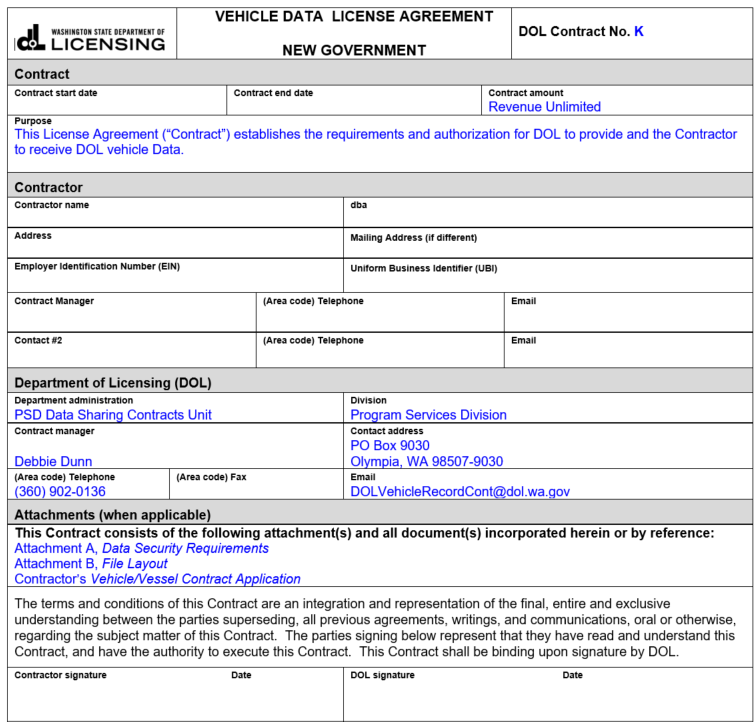 WASHINGTON STATE DEPARTMENT OF
LICENSING
VEHICLE DATA LICENSE AGREEMENT
NEW GOVERNMENT
DOL Contract No. K
Contract
Contract start date
Contract end date
Contract amount
Revenue Unlimited
Purpose
This License Agreement (“Contract”) establishes the requirements and authorization for DOL to provide and the Contractor
to receive DOL vehicle Data.
Contractor
Contractor name
dba
Address
Mailing Address (if different)
Employer Identification Number (EIN)
Uniform Business Identifier (UBI)
Contract Manager
(Area code) Telephone
Email
Contact #2
(Area code) Telephone
Email
Department of Licensing (DOL)
Department administration
PSD Data Sharing Contracts Unit
Division
Program Services Division
Contract manager
Debbie Dunn
Contact address
PO Box 9030
Olympia, WA 98507-9030
(Area code) Telephone
(360) 902-0136
(Area code) Fax
Email
DOLVehicleRecordCont@dol.wa.gov
Attachments (when applicable)
This Contract consists of the following attachment(s) and all document(s) incorporated herein or by reference:
Attachment A, Data Security Requirements
Attachment B, File Layout
Contractor's Vehicle/Vessel Contract Application
The terms and conditions of this Contract are an integration and representation of the final, entire and exclusive
understanding between the parties superseding, all previous agreements, writings, and communications, oral or otherwise,
regarding the subject matter of this Contract. The parties signing below represent that they have read and understand this
Contract, and have the authority to execute this Contract. This Contract shall be binding upon signature by DOL.
Contractor signature
Date
DOL signature
Date